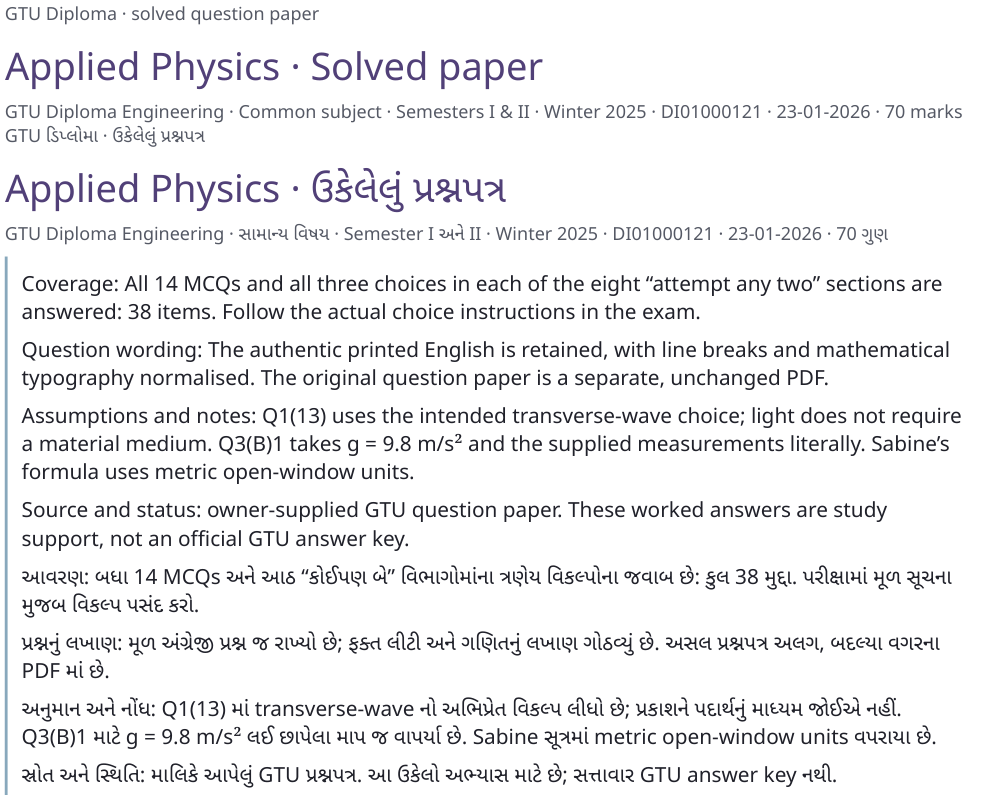 GTU Diploma · solved question paper
Applied Physics · Solved paper
GTU Diploma Engineering · Common subject · Semesters I & II · Winter 2025 · DI01000121 · 23-01-2026 · 70 marks
GTU ડિપ્લોમા · ઉકેલેલું પ્રશ્નપત્ર
Applied Physics · ઉકેલેલું પ્રશ્નપત્ર
GTU Diploma Engineering · સામાન્ય વિષય · Semester I અને II · Winter 2025 · DI01000121 · 23-01-2026 · 70 ગુણ
Coverage: All 14 MCQs and all three choices in each of the eight “attempt any two” sections are
answered: 38 items. Follow the actual choice instructions in the exam.
Question wording: The authentic printed English is retained, with line breaks and mathematical
typography normalised. The original question paper is a separate, unchanged PDF.
Assumptions and notes: Q1(13) uses the intended transverse-wave choice; light does not require
a material medium. Q3(B)1 takes g = 9.8 m/s² and the supplied measurements literally. Sabine’s
formula uses metric open-window units.
Source and status: owner-supplied GTU question paper. These worked answers are study
support, not an official GTU answer key.
આવરણ: બધા 14 MCQs અને આઠ “કોઈપણ બે” વિભાગોમાંના ત્રણેય વિકલ્પોના જવાબ છે: કુલ 38 મુદ્દા. પરીક્ષામાં મૂળ સૂચના
મુજબ વિકલ્પ પસંદ કરો.
પ્રશ્નનું લખાણ: મૂળ અંગ્રેજી પ્રશ્ન જ રાખ્યો છે; ફક્ત લીટી અને ગણિતનું લખાણ ગોઠવ્યું છે. અસલ પ્રશ્નપત્ર અલગ, બદલ્યા વગરના
PDF માં છે.
અનુમાન અને નોંધ: Q1(13) માં transverse-wave નો અભિપ્રેત વિકલ્પ લીધો છે; પ્રકાશને પદાર્થનું માધ્યમ જોઈએ નહીં.
Q3(B)1 માટે g = 9.8 m/s² લઈ છાપેલા માપ જ વાપર્યા છે. Sabine સૂત્રમાં metric open-window units વપરાયા છે.
સ્રોત અને સ્થિતિ: માલિકે આપેલું GTU પ્રશ્નપત્ર. આ ઉકેલો અભ્યાસ માટે છે; સત્તાવાર GTU answer key નથી.